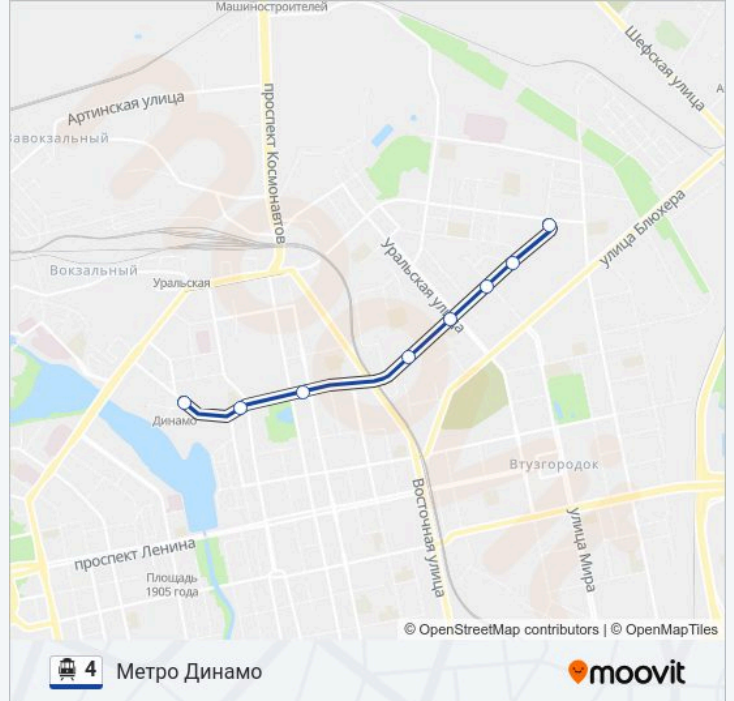 Машиностроителей
Шефская улица
Артинская улица
проспект Космонавтов
Завокзальный
улица Блюхера
Уральская улица
Вокзальный
Уральская
Динамо
Втузгородок
Восточная улица
улица Мира
проспект Ленина
Площадь
1905 года
© OpenStreetMap contributors | © OpenMapTiles
4 Метро Динамо
moovit